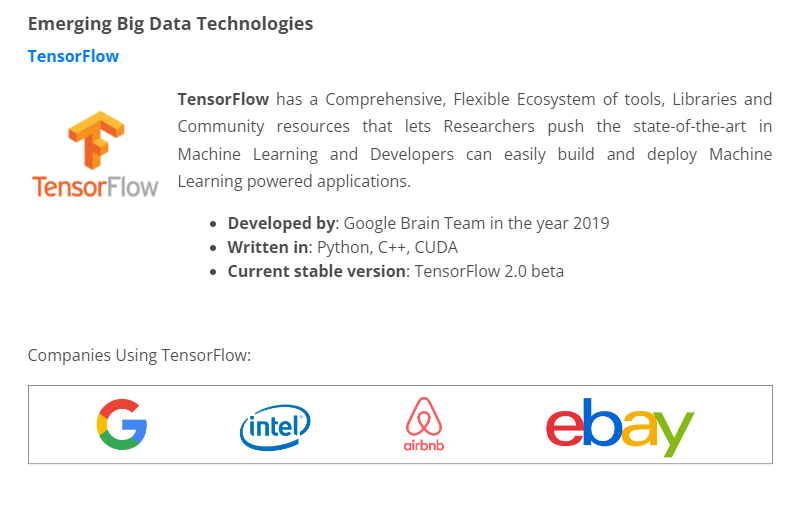 Emerging Big Data Technologies
TensorFlow
TensorFlow has a Comprehensive, Flexible Ecosystem of tools, Libraries and
Community resources that lets Researchers push the state-of-the-art in
Machine Learning and Developers can easily build and deploy Machine
Learning powered applications.
TensorFlow
• Developed by: Google Brain Team in the year 2019
• Written in: Python, C++, CUDA
• Current stable version: TensorFlow 2.0 beta
Companies Using TensorFlow:
G intel® airbnb ebay